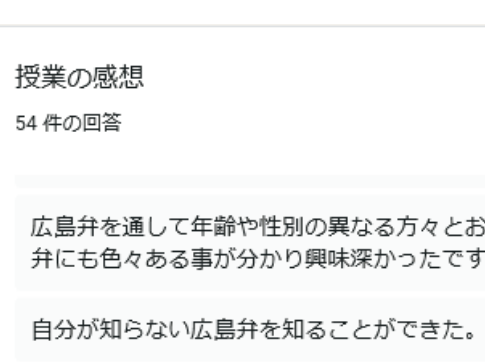 授業の感想
54 件の回答
広島弁を通して年齢や性別の異なる方々とお
弁にも色々ある事が分かり興味深かったです
自分が知らない広島弁を知ることができた。